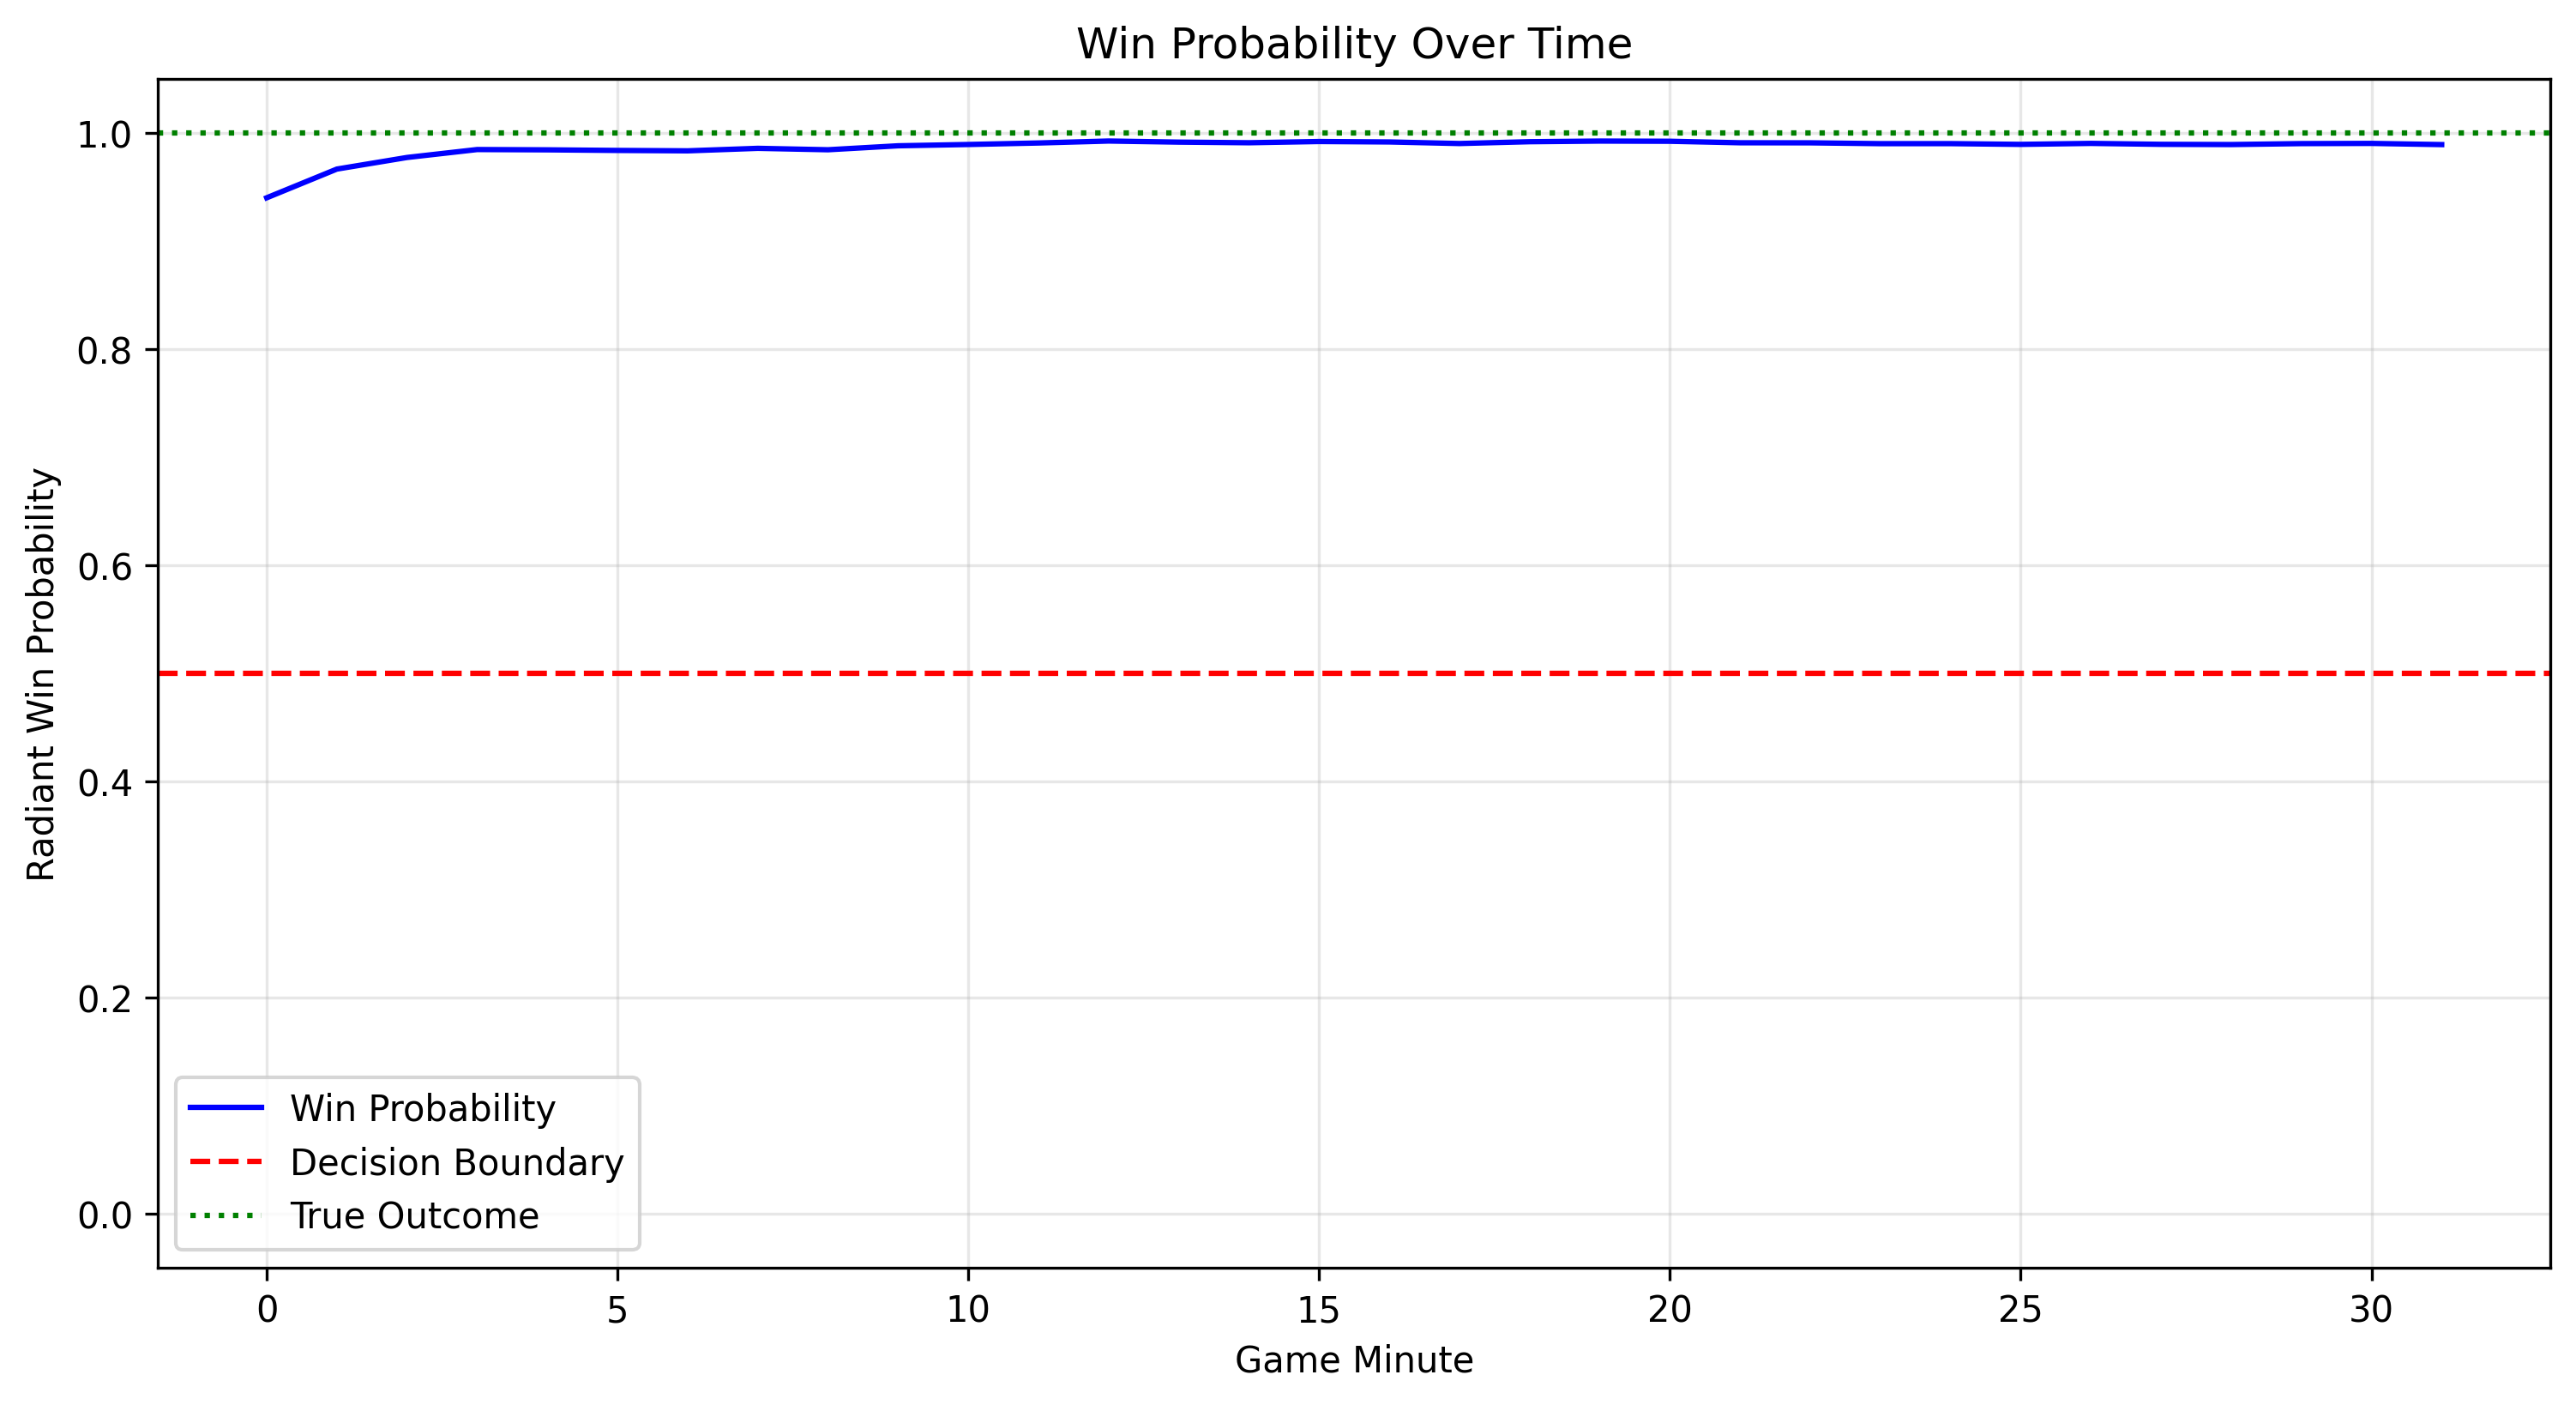 Win Probability Over Time
Radiant Win Probability
1.0
0.8
0.6
0.4
0.2
0.0
Win Probability
Decision Boundary
True Outcome
0 5 10 15 20 25 30
Game Minute